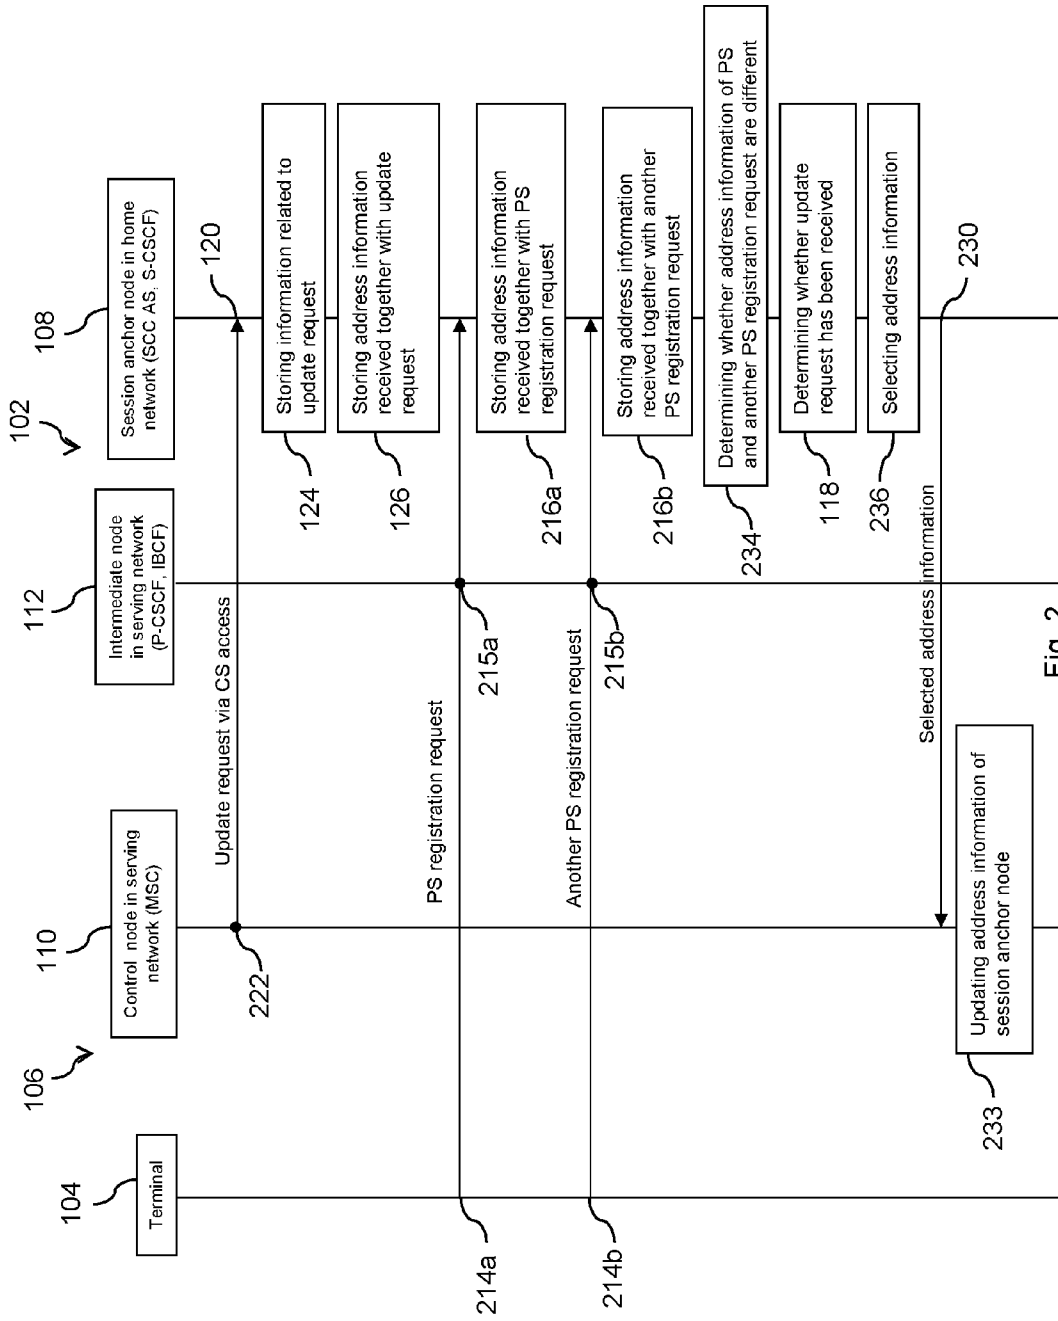 102
106
108
Session anchor node in home
network (SCC AS, S-CSCF)
112
Intermediate node
in serving network
(P-CSCF, IBCF)
110
Control node in serving
network (MSC)
104
Terminal
120
222
Update request via CS access
Storing information related to
update request
124
Storing address information
received together with update
request
126
214a
PS registration request
215a
Storing address information
received together with PS
registration request
216a
214b
Another PS registration request
215b
Storing address information
received together with another
PS registration request
216b
Determining whether address information of PS
and another PS registration request are different
234
Determining whether update
request has been received
118
Selecting address information
236
230
Selected address information
Updating address information of
session anchor node
233
Fig. 2